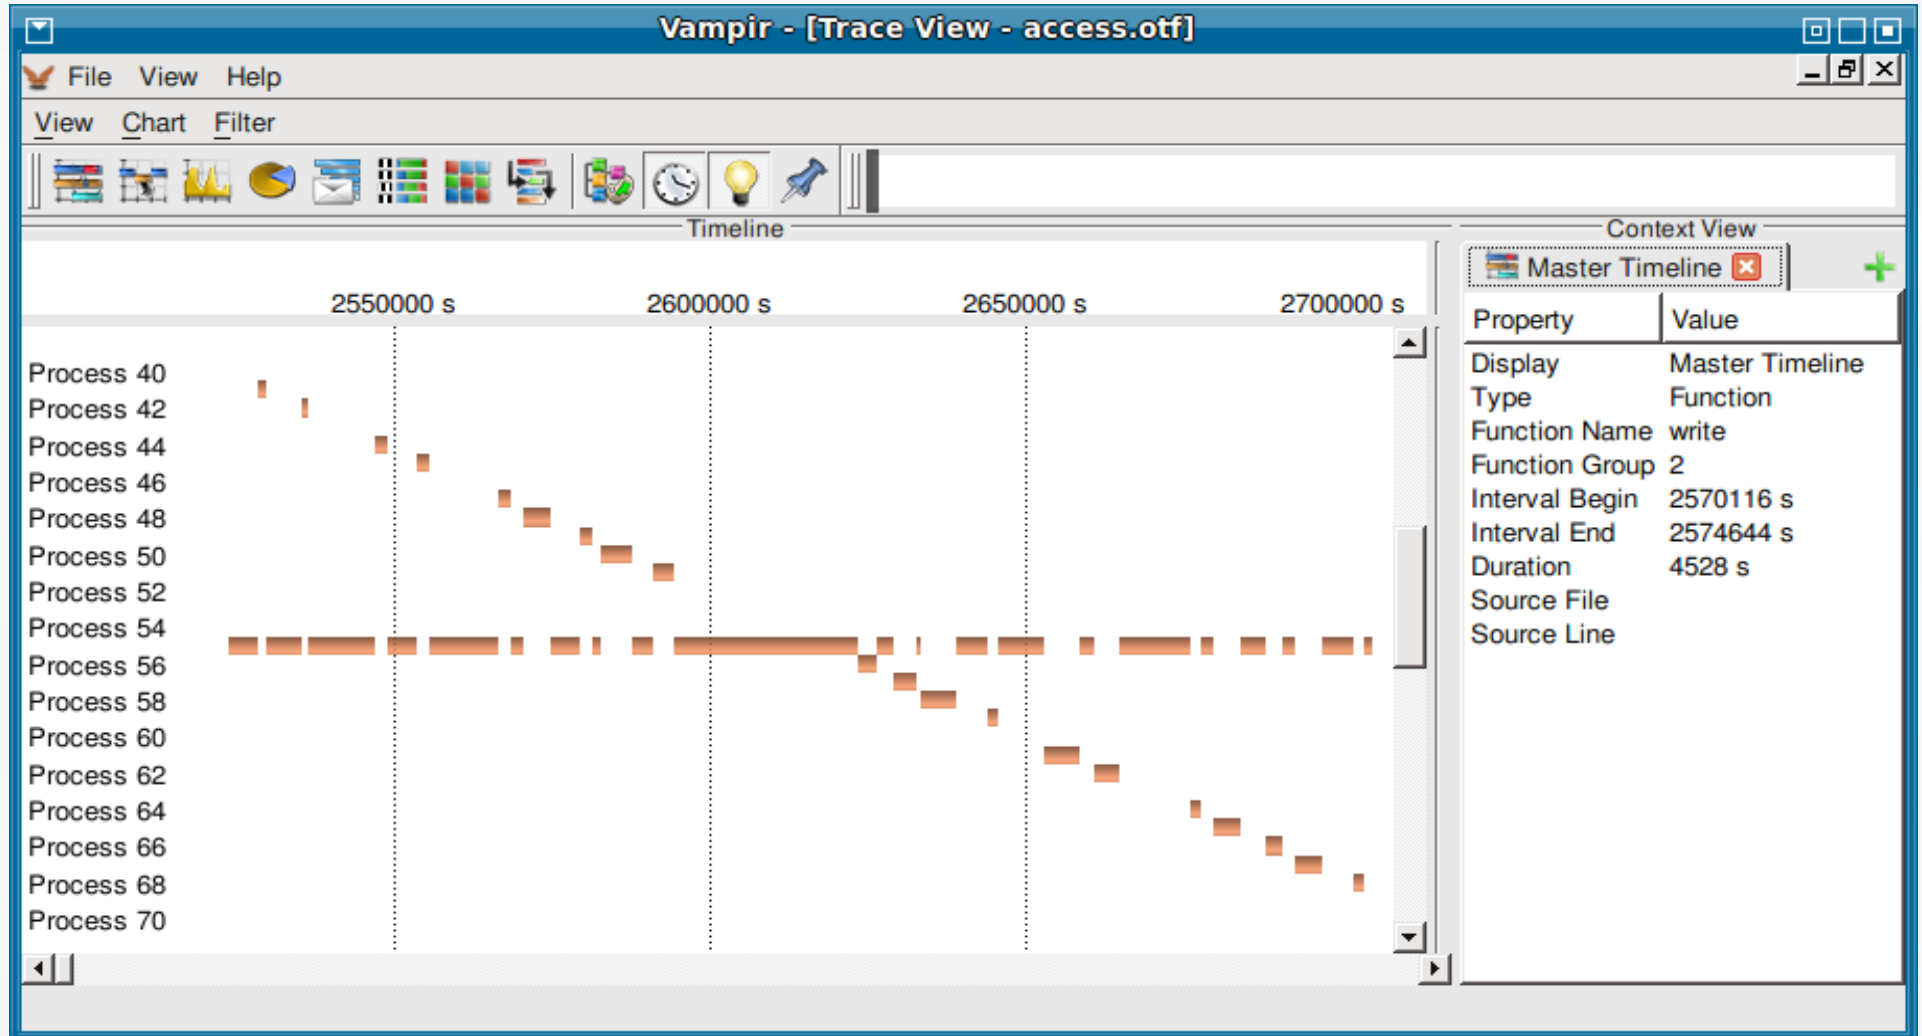 Vampir - [Trace View - access.otf]
File View Help
View Chart Filter
Timeline
Context View
Master Timeline
2550000 s 2600000 s 2650000 s 2700000 s
Property Value
Process 40
Process 42
Process 44
Process 46
Process 48
Process 50
Process 52
Process 54
Process 56
Process 58
Process 60
Process 62
Process 64
Process 66
Process 68
Process 70
Display Master Timeline
Type Function
Function Name write
Function Group 2
Interval Begin 2570116 s
Interval End 2574644 s
Duration 4528 s
Source File
Source Line